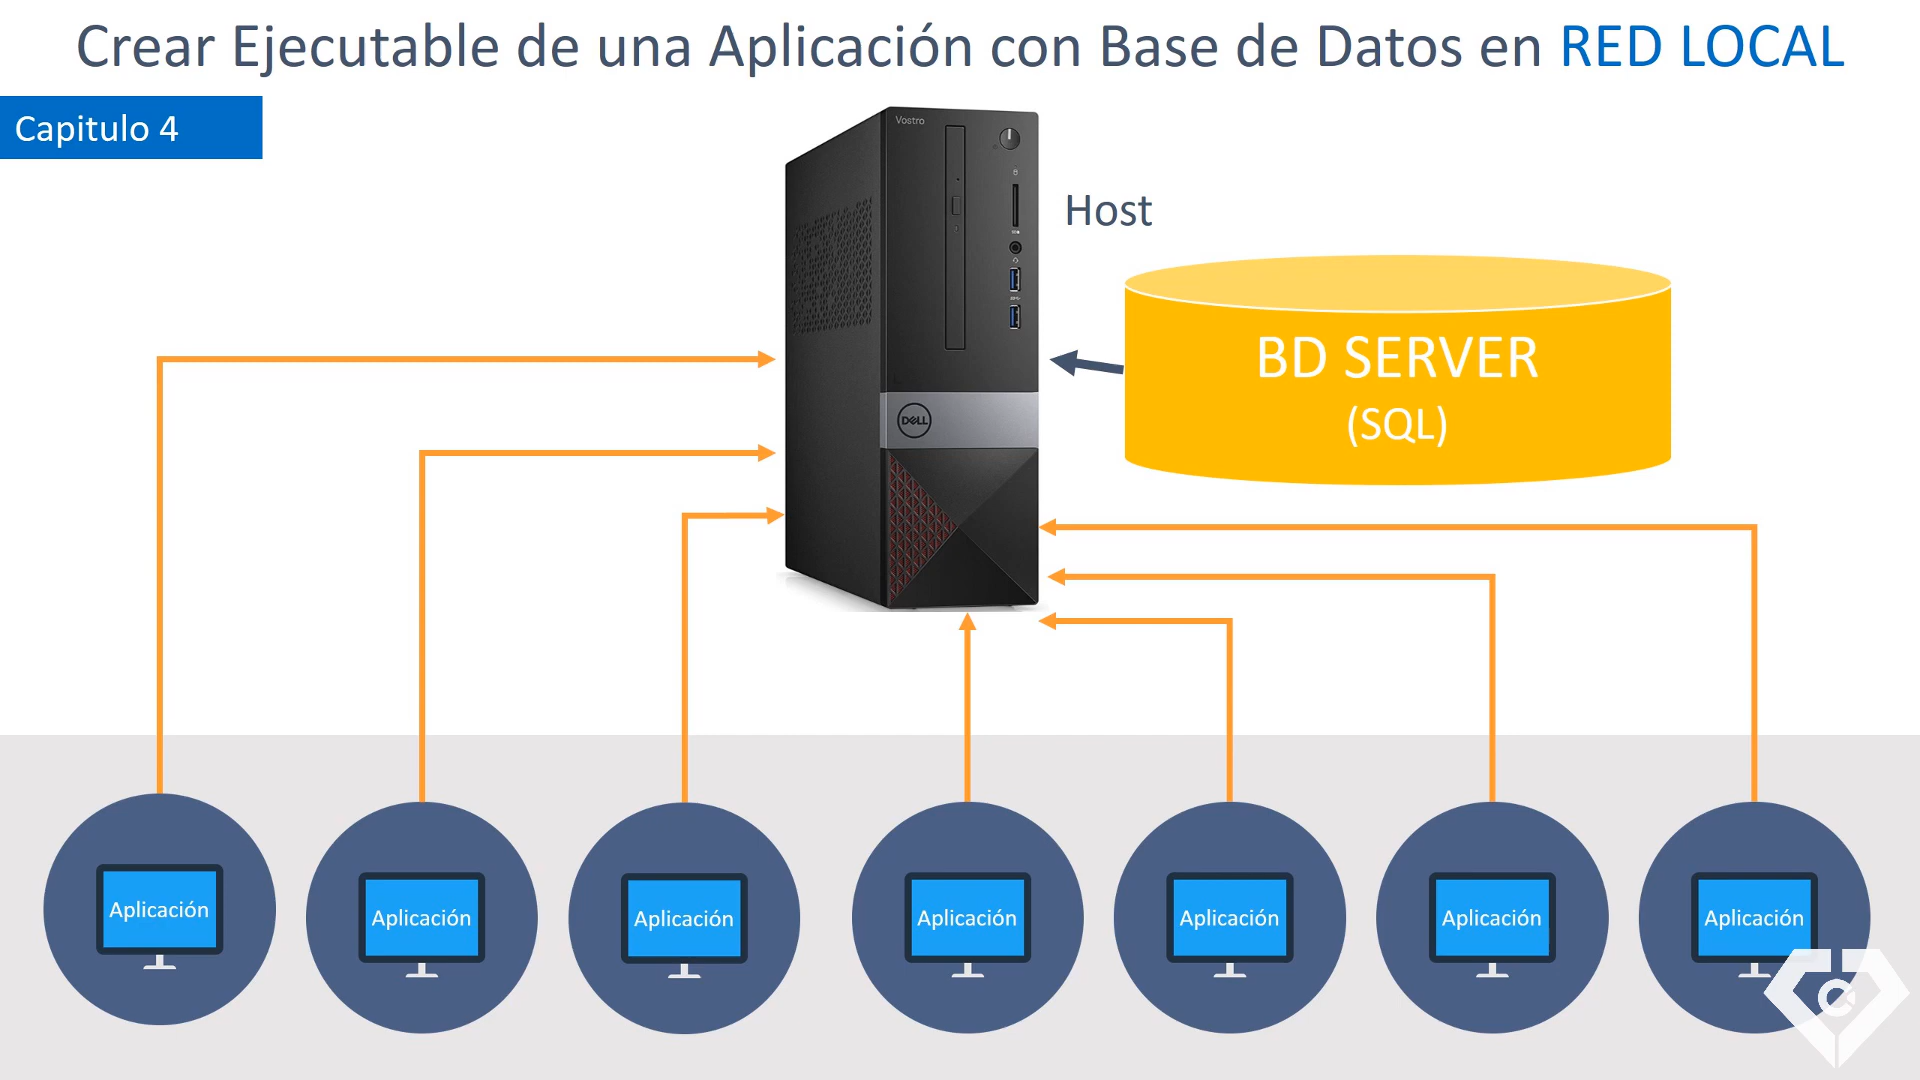 Crear Ejecutable de una Aplicación con Base de Datos en RED LOCAL
Capitulo 4
Vostro
Host
BD SERVER
(SQL)
DELL
Aplicación
Aplicación
Aplicación
Aplicación
Aplicación
Aplicación
Aplicación